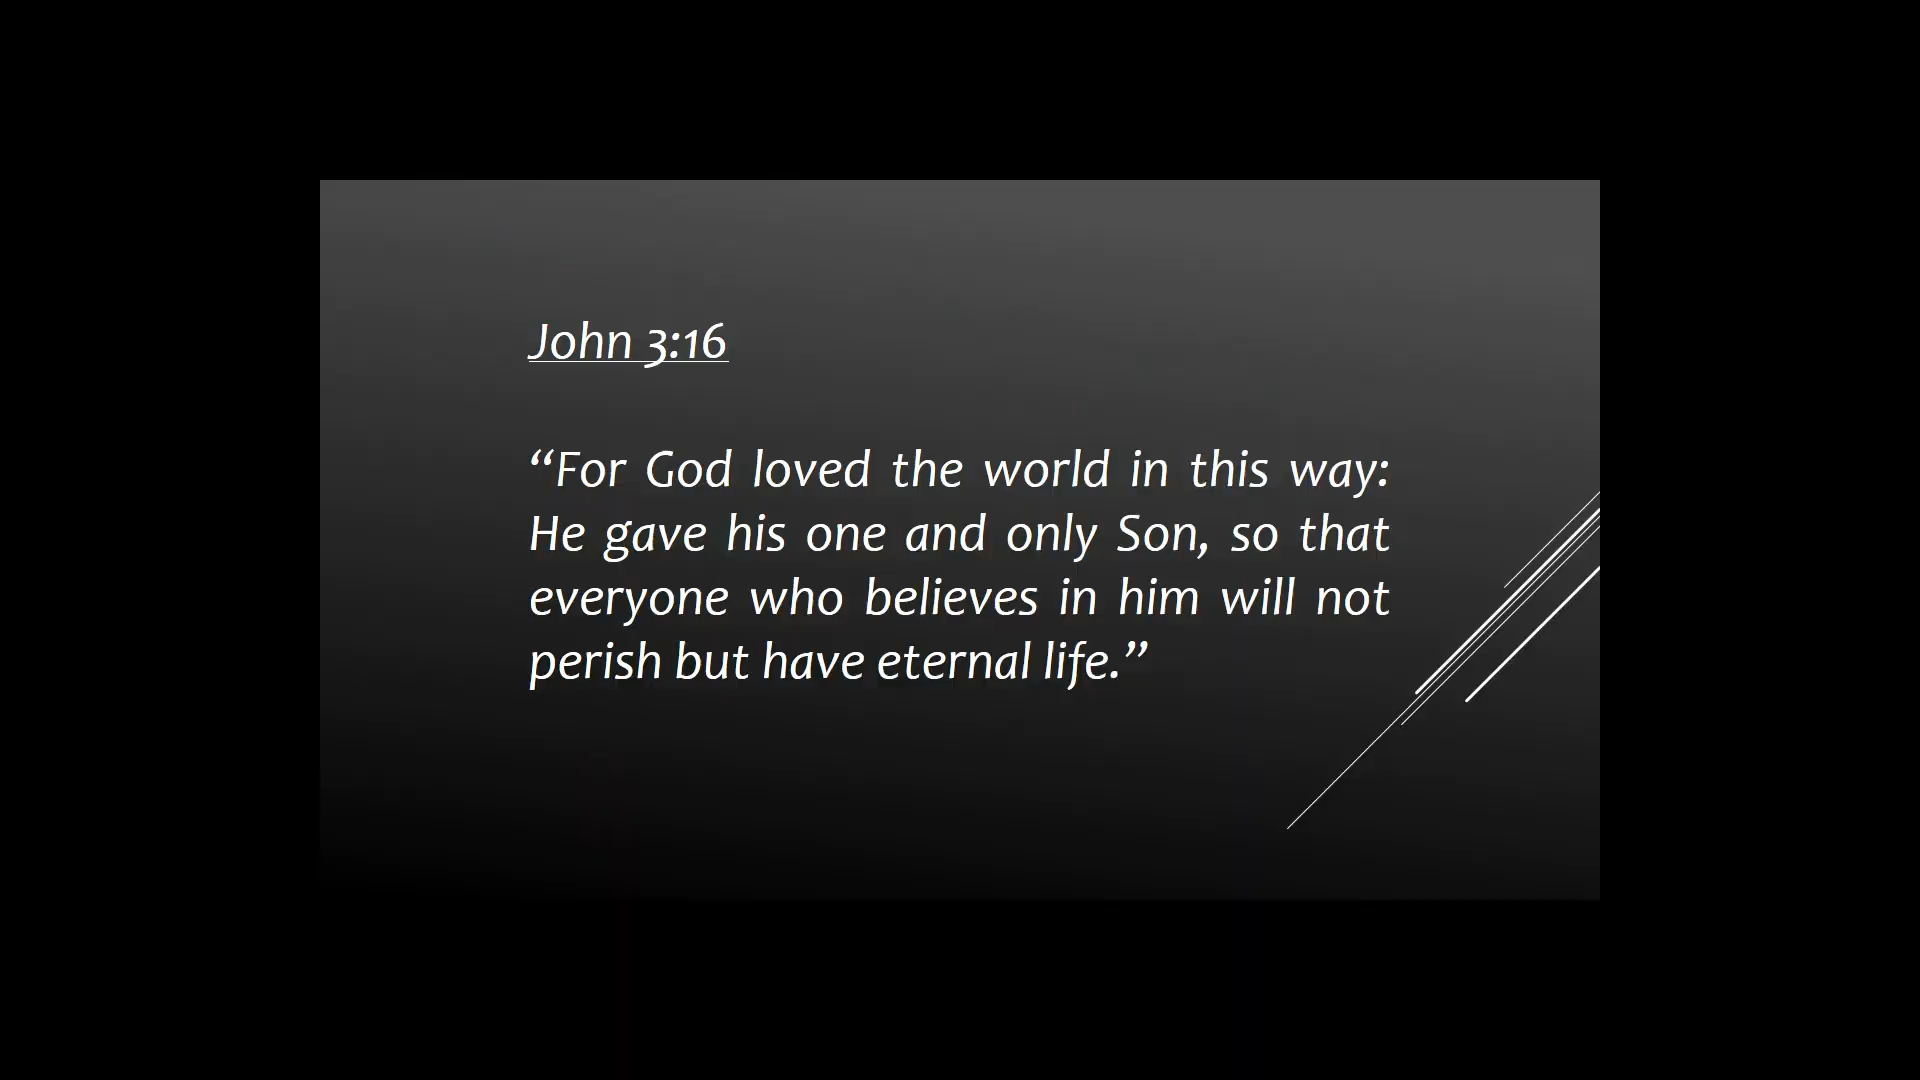 John 3:16
“For God loved the world in this way:
He gave his one and only Son, so that
everyone who believes in him will not
perish but have eternal life.”